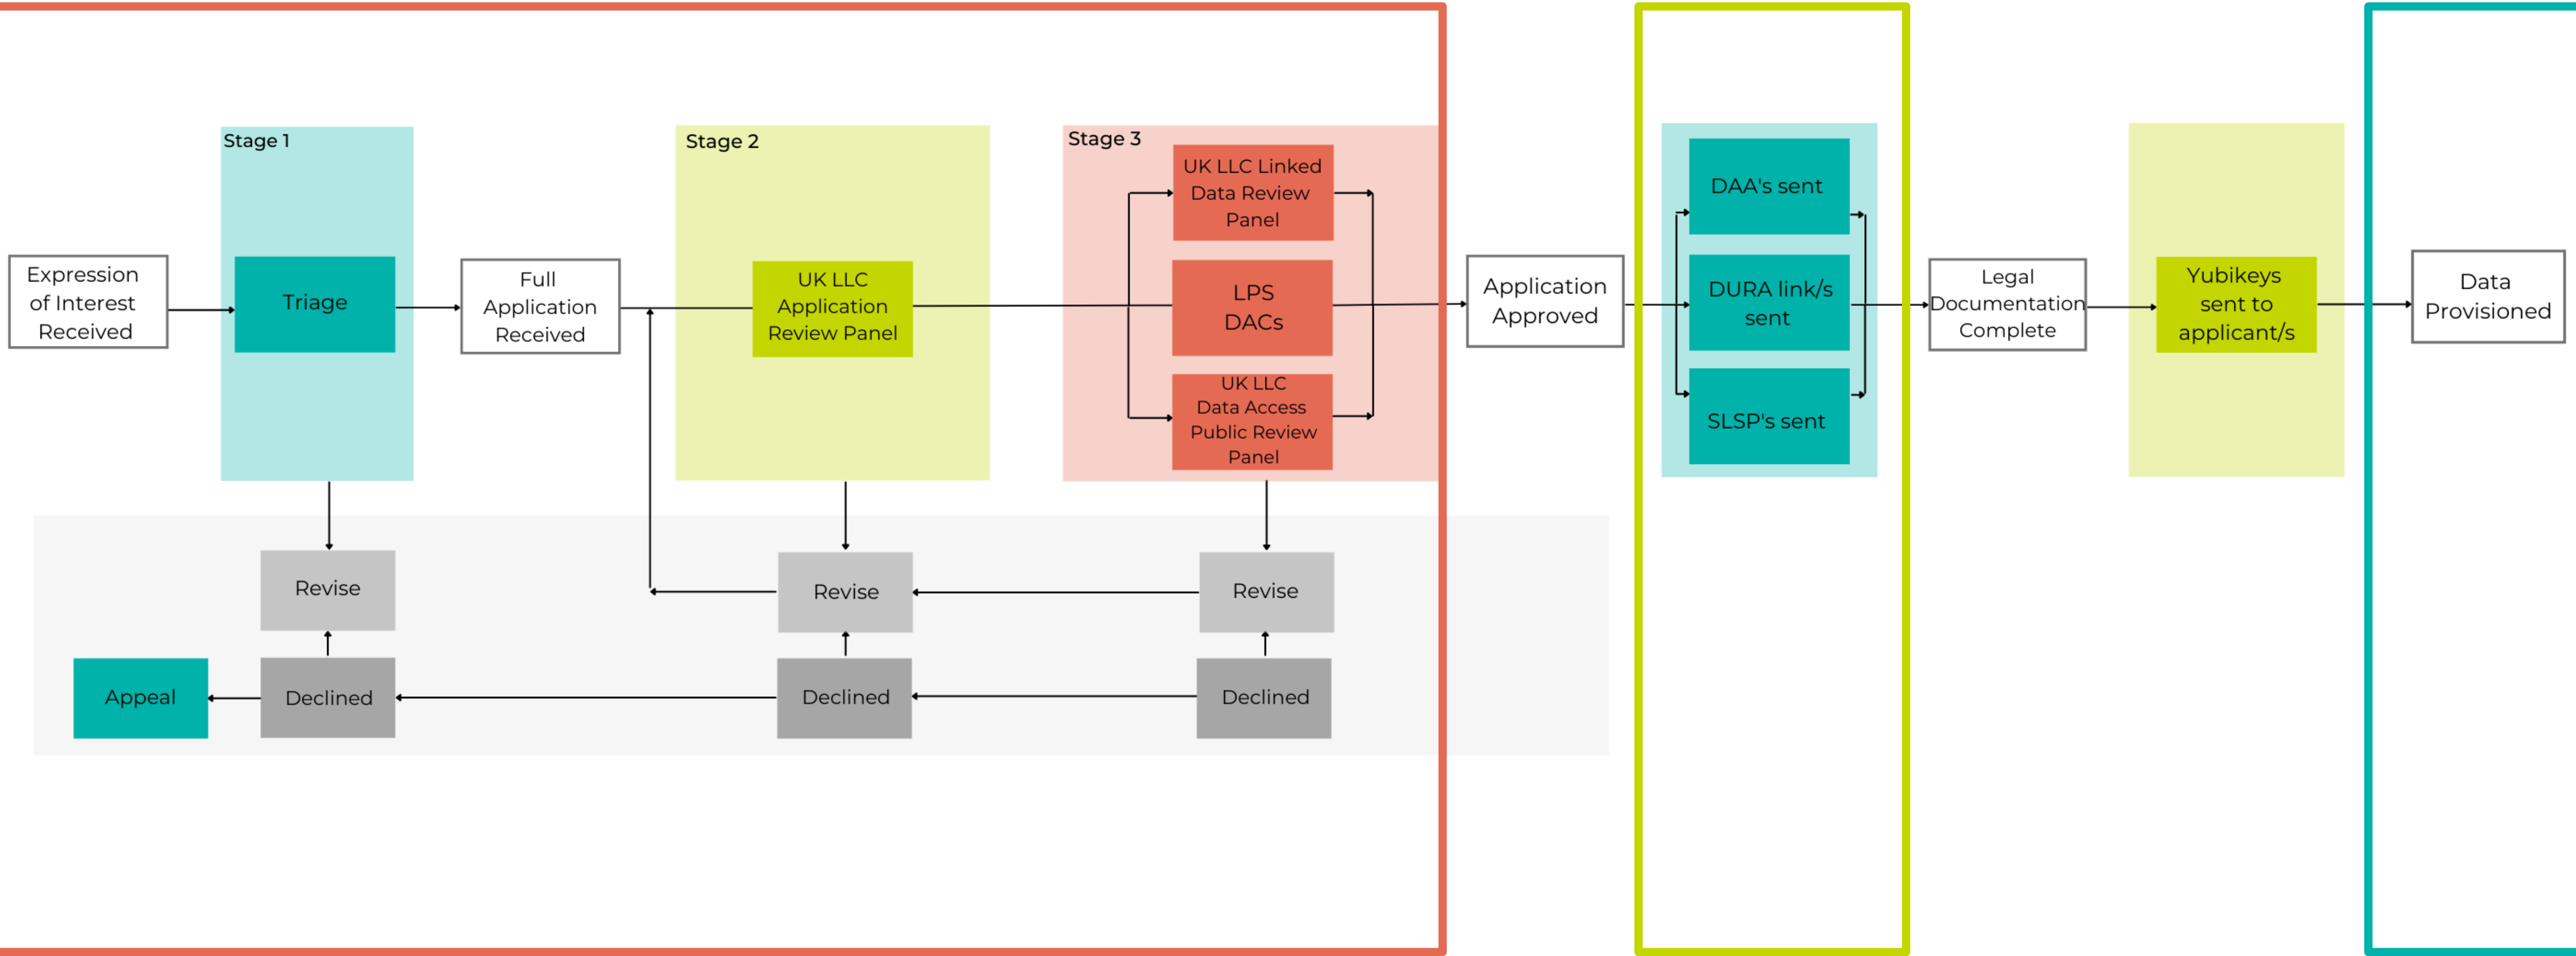 Stage 1
Stage 2
Stage 3
Expression
of Interest
Received
Triage
Full
Application
Received
UK LLC
Application
Review Panel
UK LLC Linked
Data Review
Panel
LPS
DACs
UK LLC
Data Access
Public Review
Panel
Application
Approved
DAA's sent
DURA link/s
sent
SLSP's sent
Legal
Documentation
Complete
Yubikeys
sent to
applicant/s
Data
Provisioned
Revise
Revise
Revise
Appeal
Declined
Declined
Declined